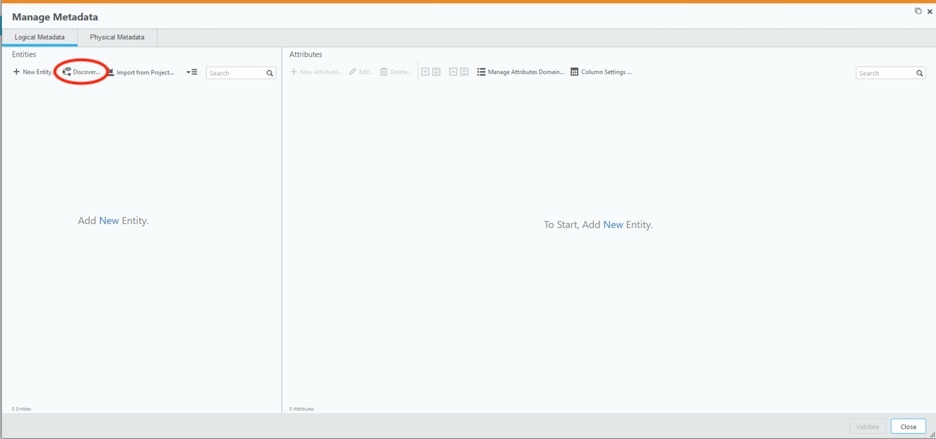 Manage Metadata
Logical Metadata Physical Metadata
Entities
New Entity... Discover... Import from Project... Search
Add New Entity.
0 Entities
Attributes
New Attribute... Edit... Delete... Manage Attributes Domain... Column Settings ... Search
To Start, Add New Entity.
0 Attributes
Validate Close